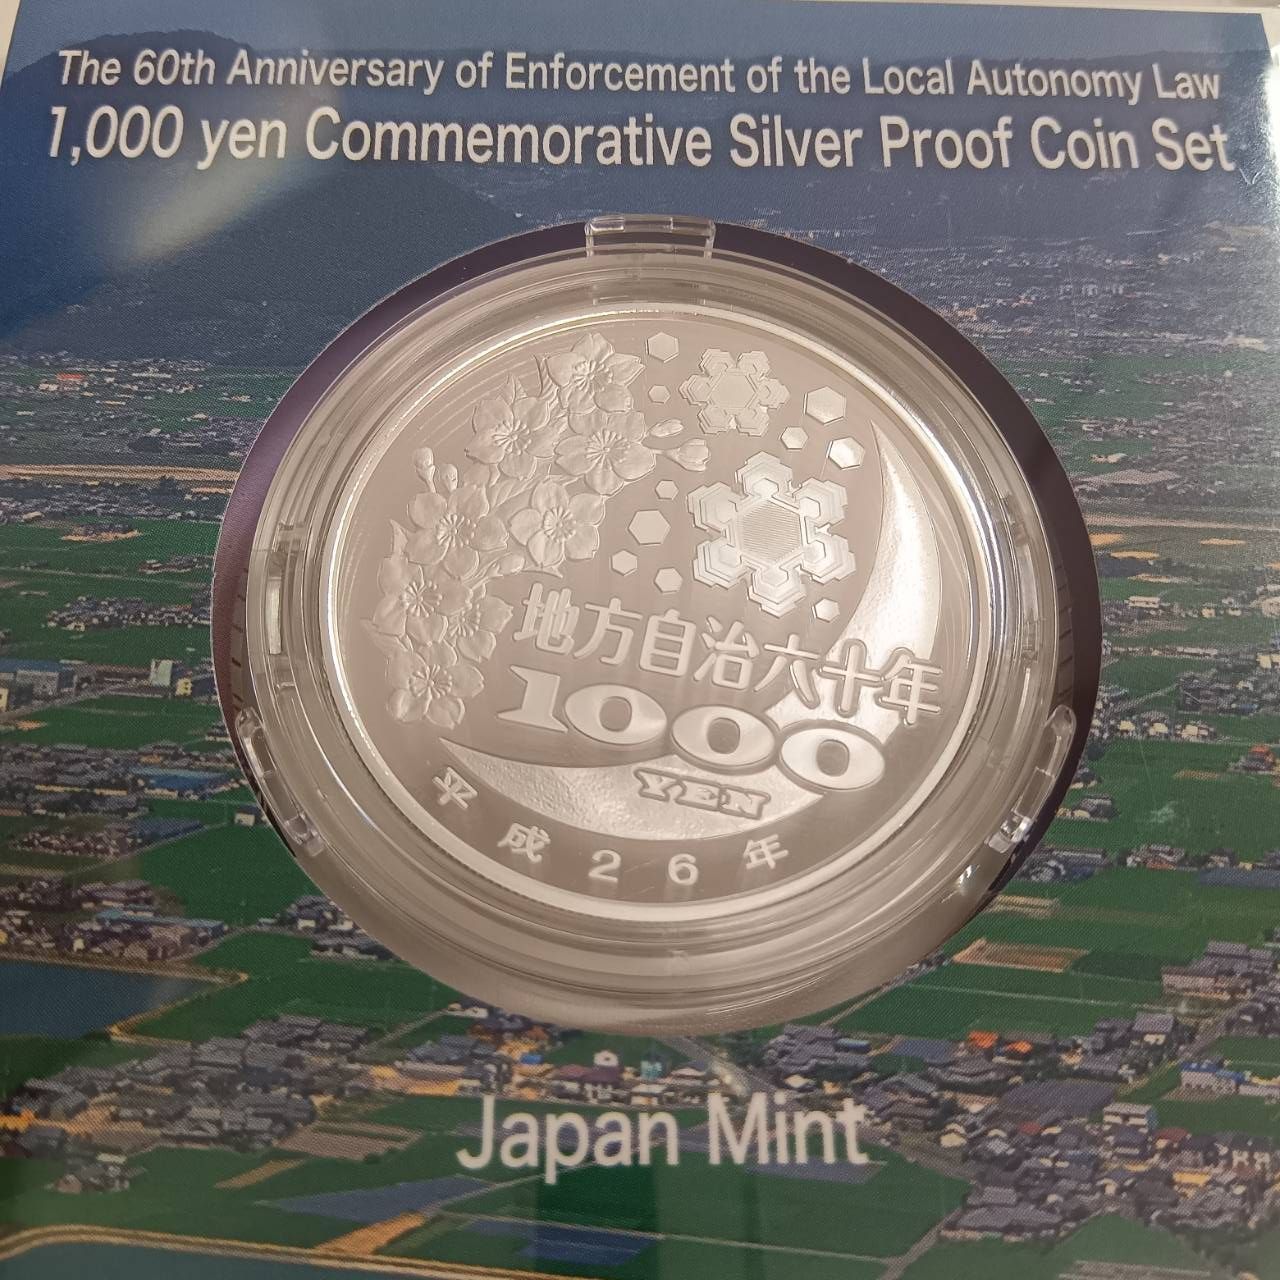 The 60th Anniversary of Enforcement of the Local Autonomy Law
1,000 yen Commemorative Silver Proof Coin Set
地方自治六十年
1000
YEN
平成26年
Japan Mint